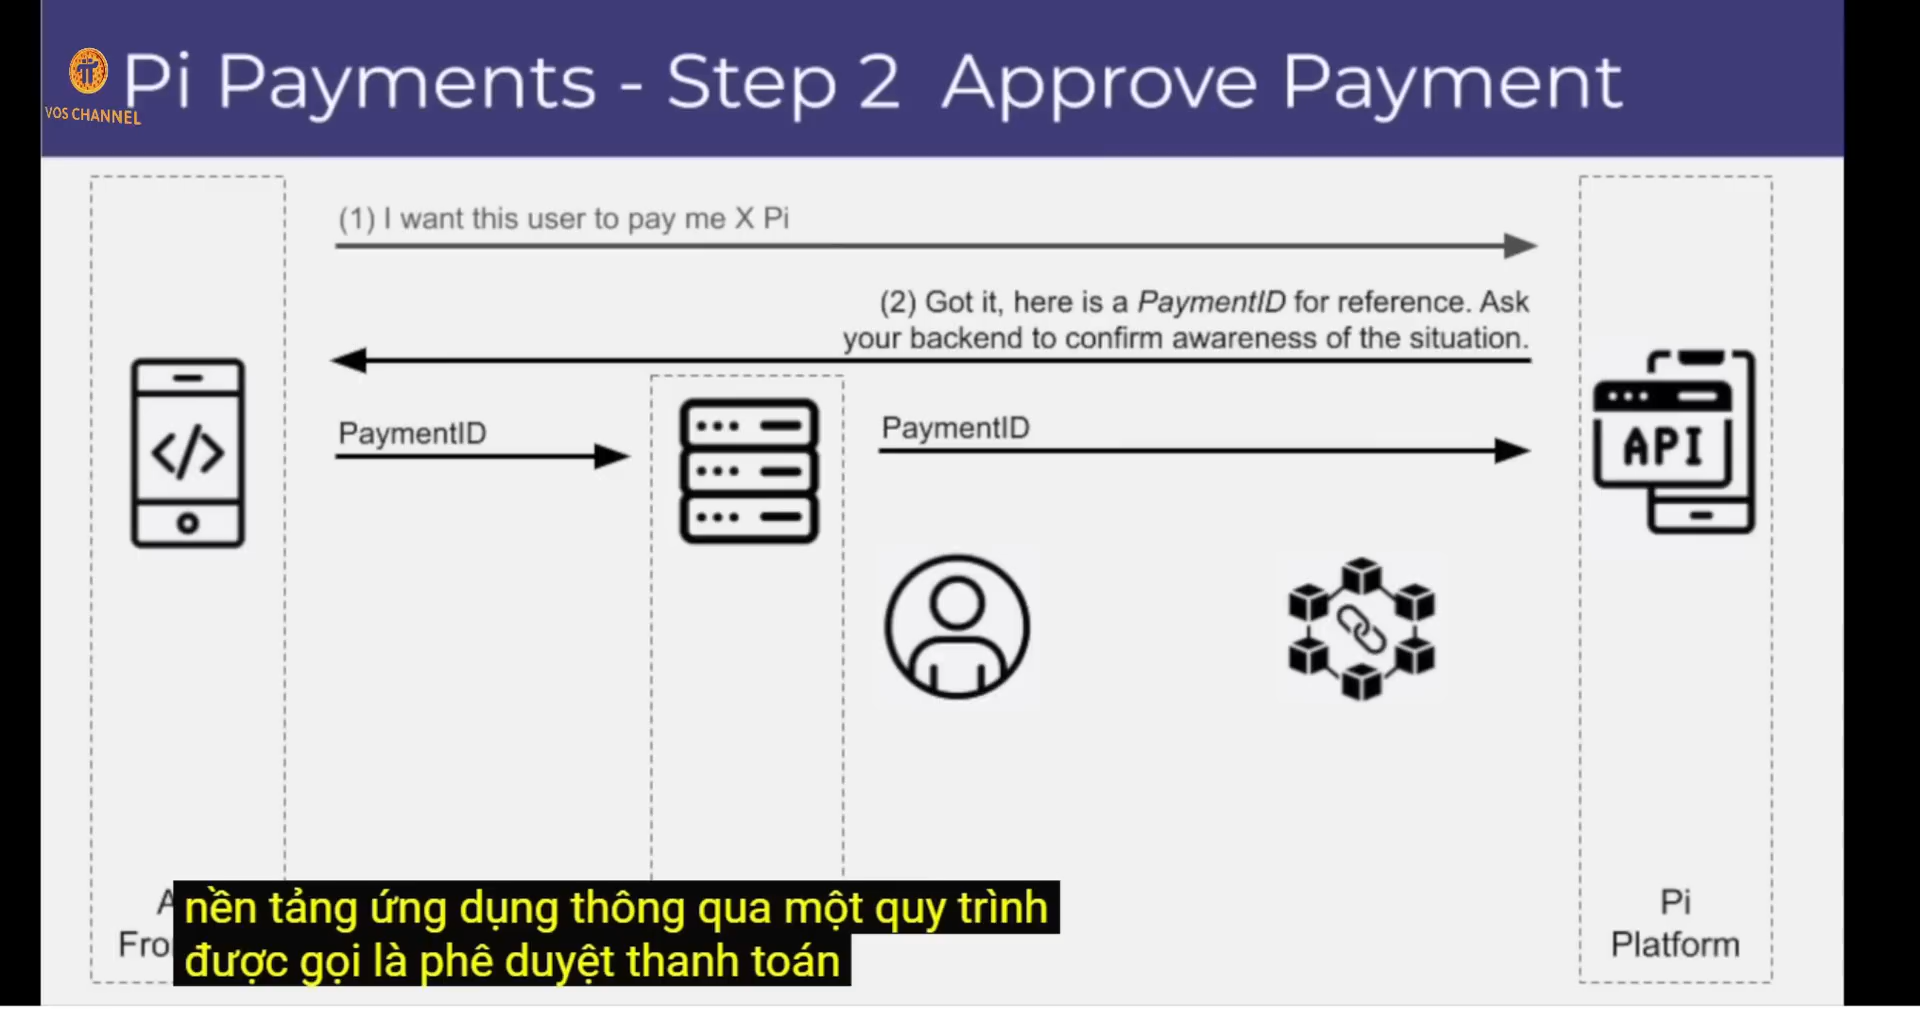 Pi Payments - Step 2 Approve Payment
VOS CHANNEL
(1) I want this user to pay me X Pi
(2) Got it, here is a PaymentID for reference. Ask
your backend to confirm awareness of the situation.
PaymentID
PaymentID
API
nền tảng ứng dụng thông qua một quy trình
được gọi là phê duyệt thanh toán
Pi
Platform